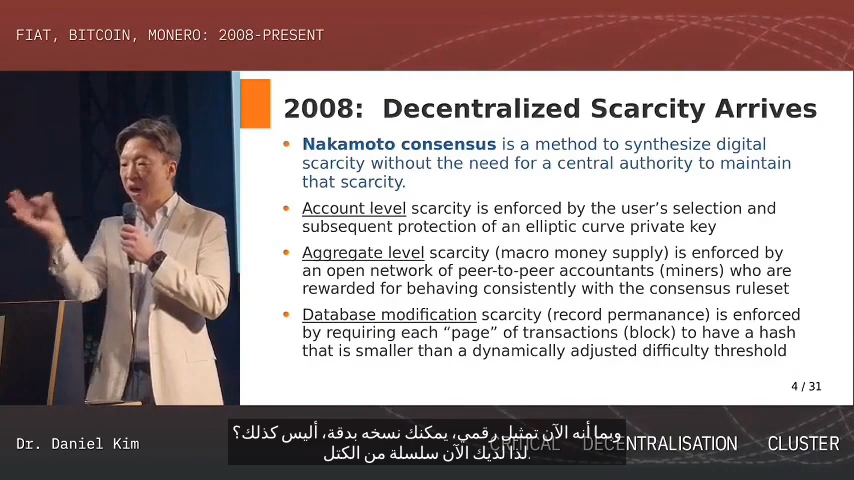 FIAT, BITCOIN, MONERO: 2008-PRESENT
2008: Decentralized Scarcity Arrives
Nakamoto consensus is a method to synthesize digital
scarcity without the need for a central authority to maintain
that scarcity.
Account level scarcity is enforced by the user’s selection and
subsequent protection of an elliptic curve private key
Aggregate level scarcity (macro money supply) is enforced by
an open network of peer-to-peer accountants (miners) who are
rewarded for behaving consistently with the consensus ruleset
Database modification scarcity (record permanance) is enforced
by requiring each “page” of transactions (block) to have a hash
that is smaller than a dynamically adjusted difficulty threshold
4 / 31
Dr. Daniel Kim
وبما أنه الآن تمثيل رقمي، يمكنك نسخه بدقة، أليس كذلك؟
لذا لديك الآن سلسلة من الكتل.
CRITICAL DECENTRALISATION CLUSTER